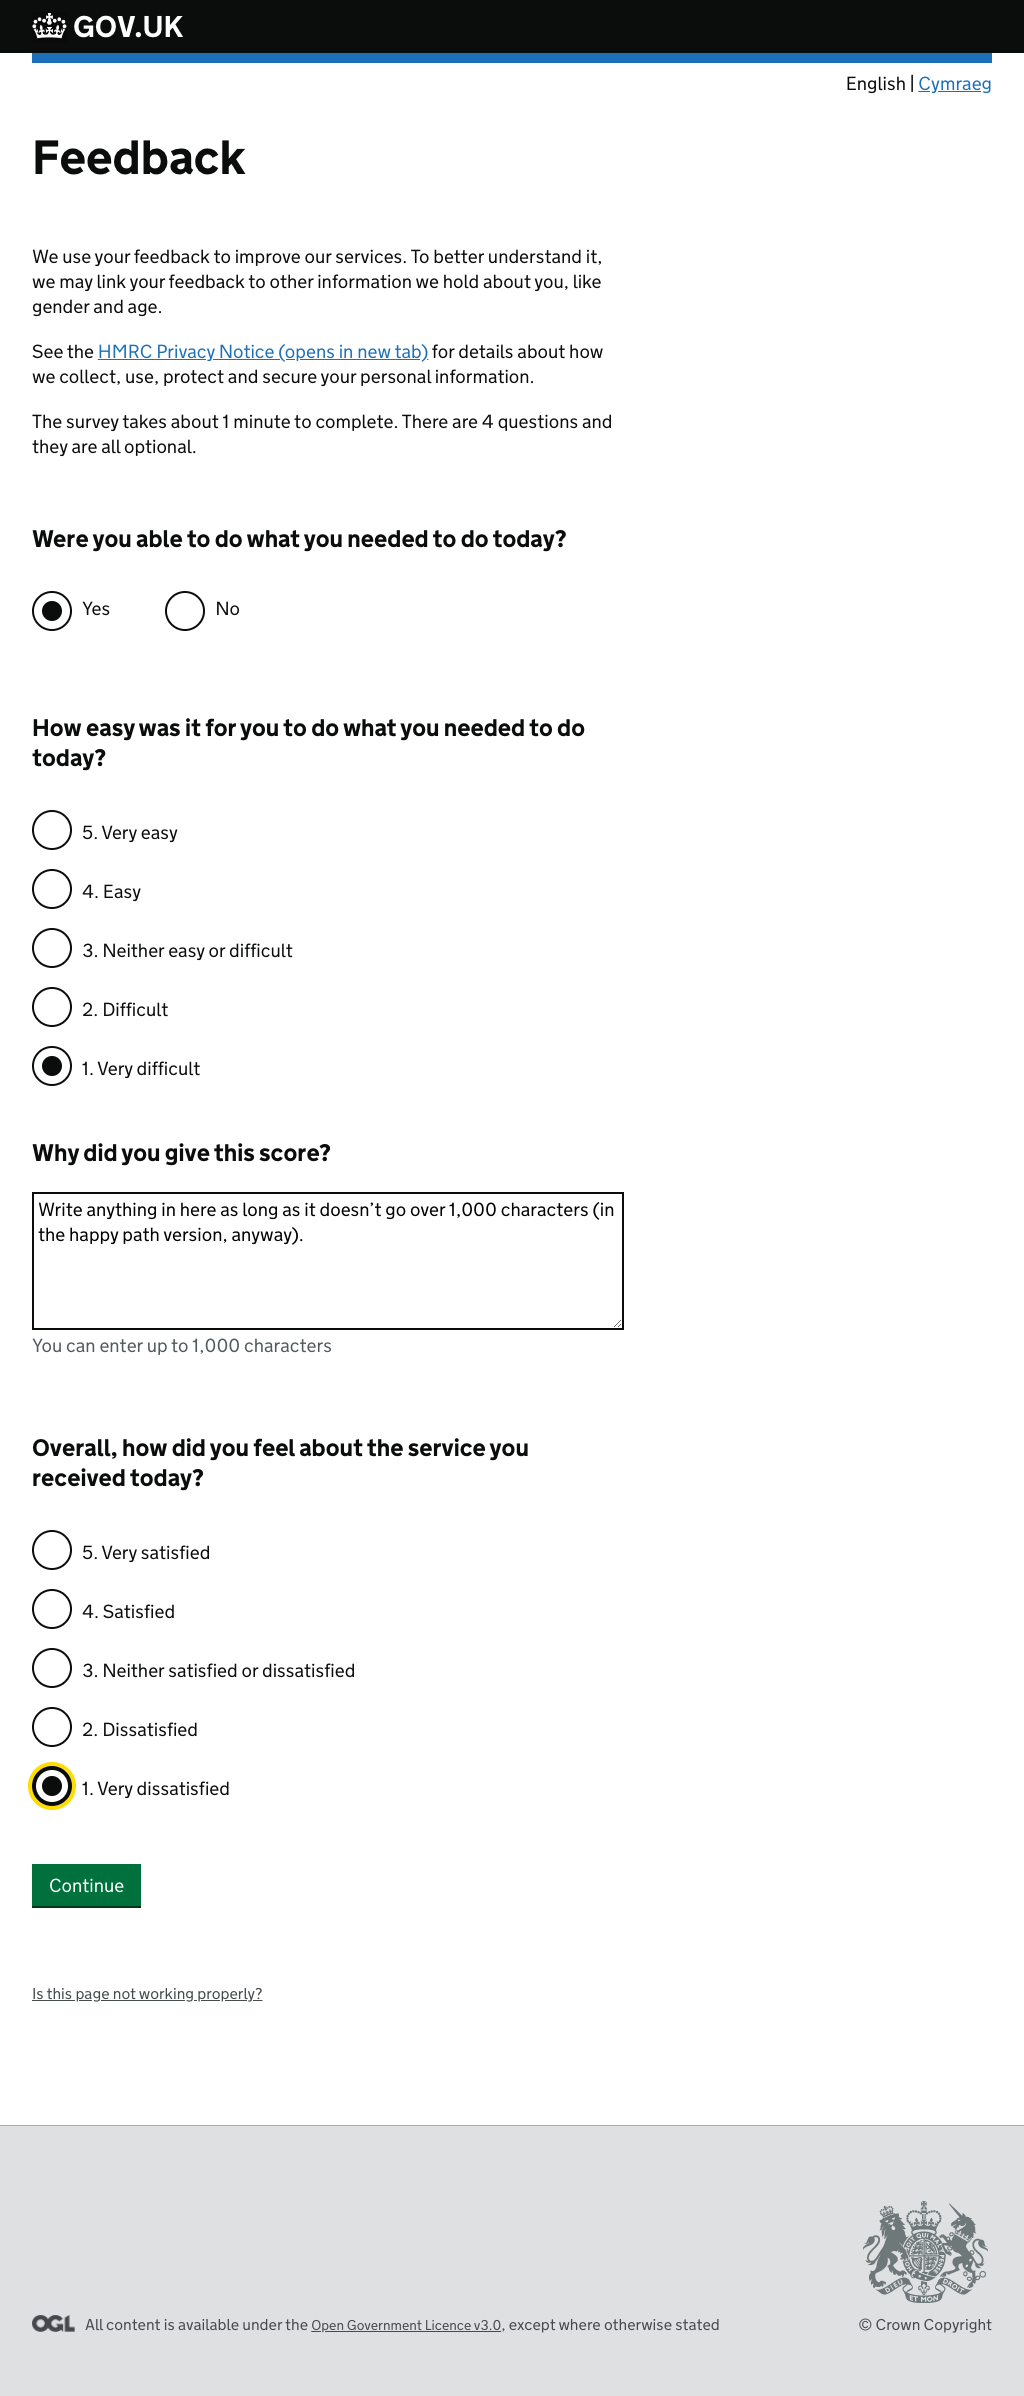 GOV.UK
English | Cymraeg
Feedback
We use your feedback to improve our services. To better understand it,
we may link your feedback to other information we hold about you, like
gender and age.
See the HMRC Privacy Notice (opens in new tab) for details about how
we collect, use, protect and secure your personal information.
The survey takes about 1 minute to complete. There are 4 questions and
they are all optional.
Were you able to do what you needed to do today?
Yes No
How easy was it for you to do what you needed to do
today?
5. Very easy
4. Easy
3. Neither easy or difficult
2. Difficult
1. Very difficult
Why did you give this score?
Write anything in here as long as it doesn’t go over 1,000 characters (in
the happy path version, anyway).
You can enter up to 1,000 characters
Overall, how did you feel about the service you
received today?
5. Very satisfied
4. Satisfied
3. Neither satisfied or dissatisfied
2. Dissatisfied
1. Very dissatisfied
Continue
Is this page not working properly?
DIEU ET MON DROIT
OGL All content is available under the Open Government Licence v3.0, except where otherwise stated
© Crown Copyright